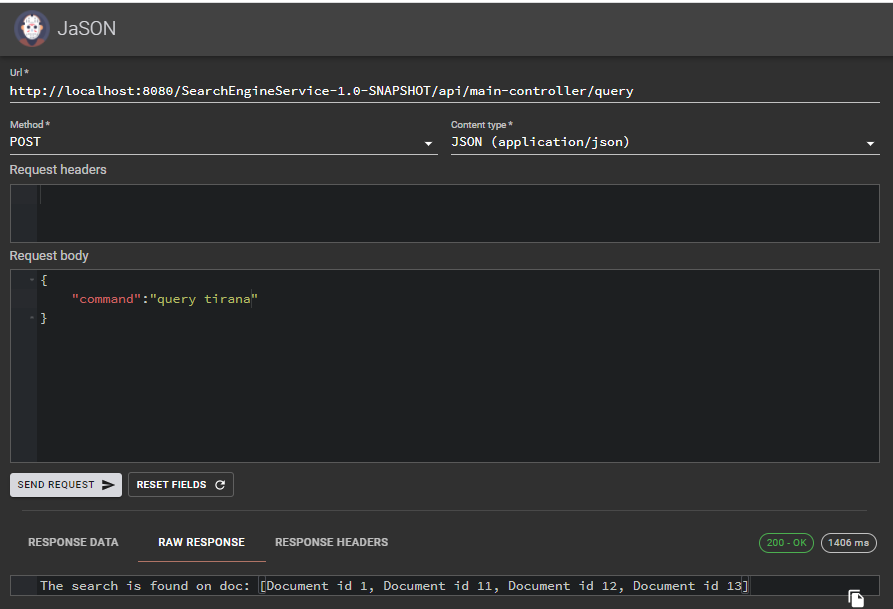 JaSON
Url *
http://localhost:8080/SearchEngineService-1.0-SNAPSHOT/api/main-controller/query
Method *
Content type *
POST
JSON (application/json)
Request headers
Request body
{
"command":"query tirana"
}
SEND REQUEST
RESET FIELDS
RESPONSE DATA
RAW RESPONSE
RESPONSE HEADERS
200 - OK
1406 ms
The search is found on doc: [Document id 1, Document id 11, Document id 12, Document id 13]